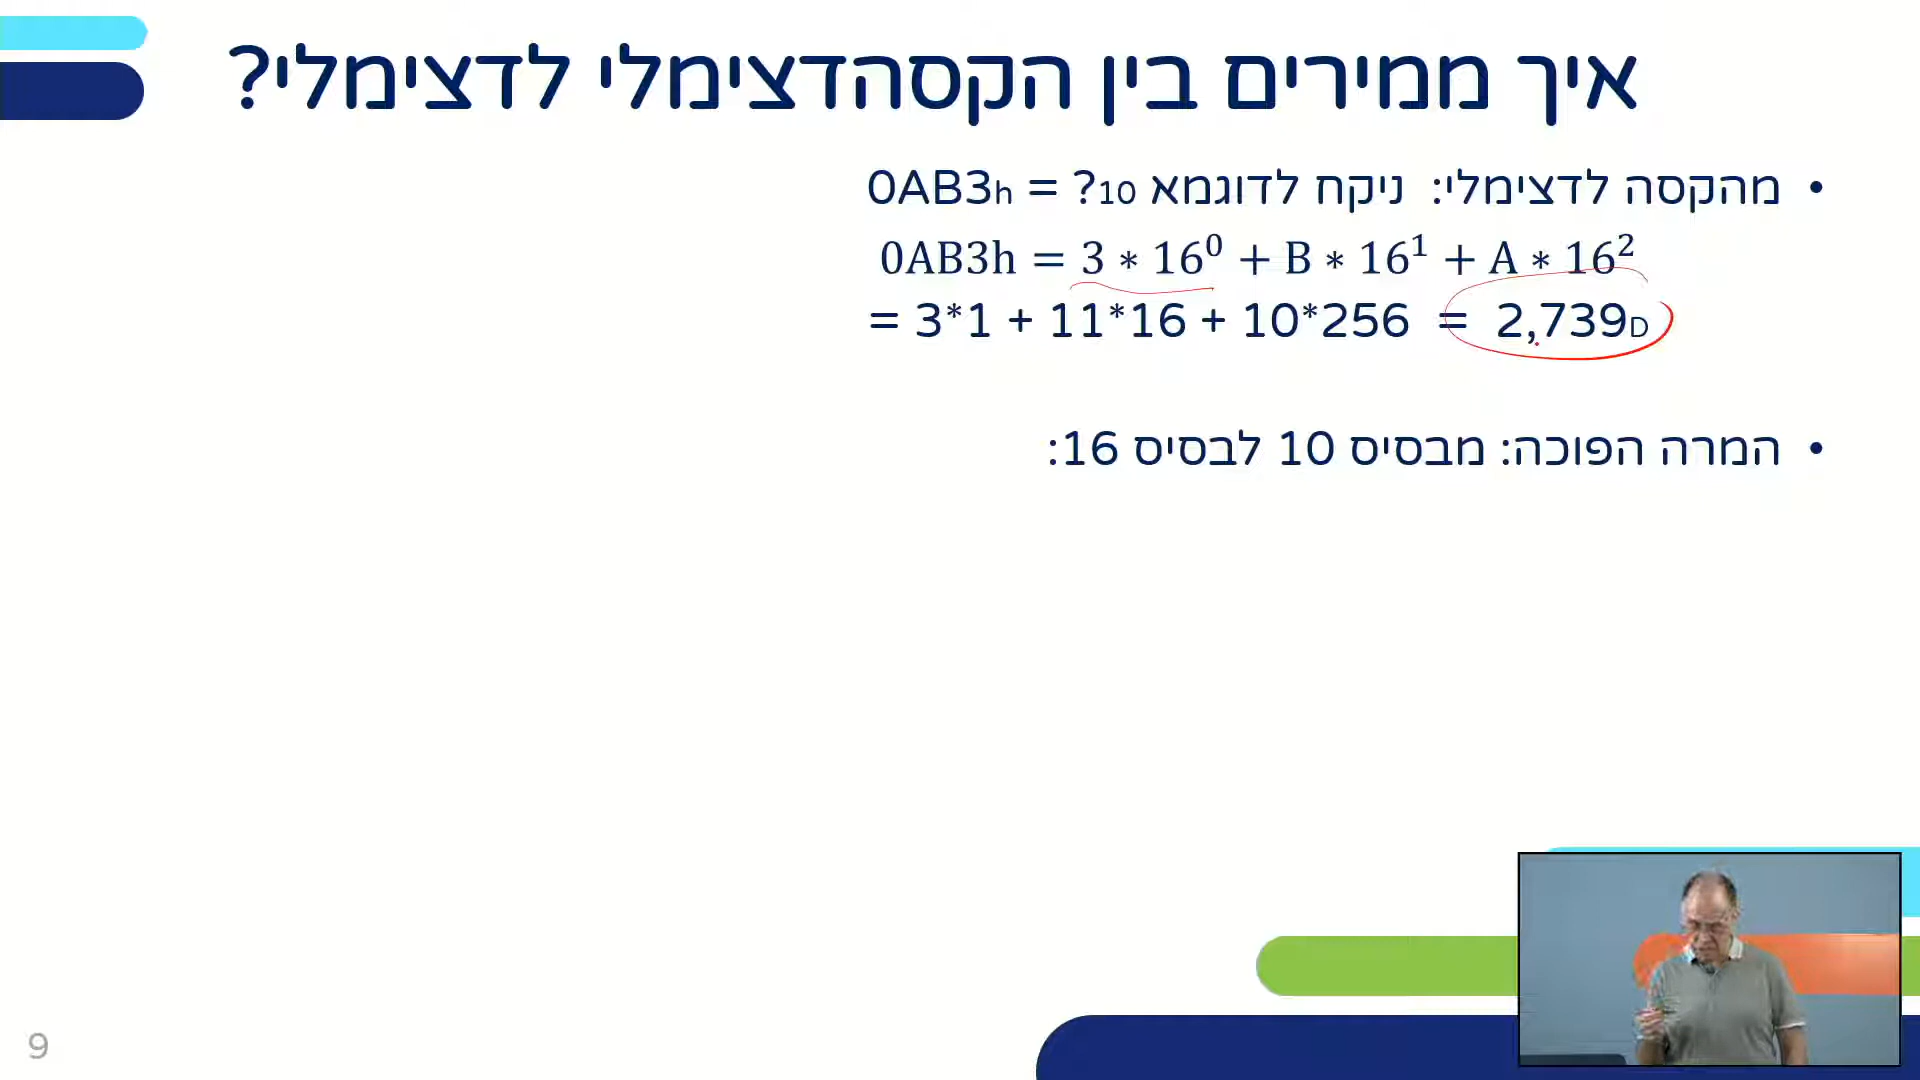 איך ממירים בין הקסהדצימלי לדצימלי?
• מהקסה לדצימלי: ניקח לדוגמא 0AB3h = ?10
0AB3h = 3 ∗ 16⁰ + B ∗ 16¹ + A ∗ 16²
= 3*1 + 11*16 + 10*256 = 2,739D
• המרה הפוכה: מבסיס 10 לבסיס 16:
9